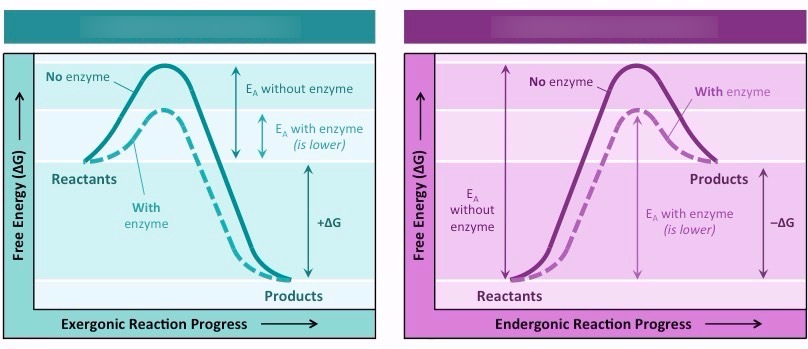 No enzyme
E_A without enzyme
E_A with enzyme
(is lower)
Reactants
With
enzyme
+ΔG
Products
Free Energy (ΔG)
Exergonic Reaction Progress
No enzyme
With enzyme
Products
E_A
without
enzyme
E_A with enzyme
(is lower)
−ΔG
Reactants
Free Energy (ΔG)
Endergonic Reaction Progress